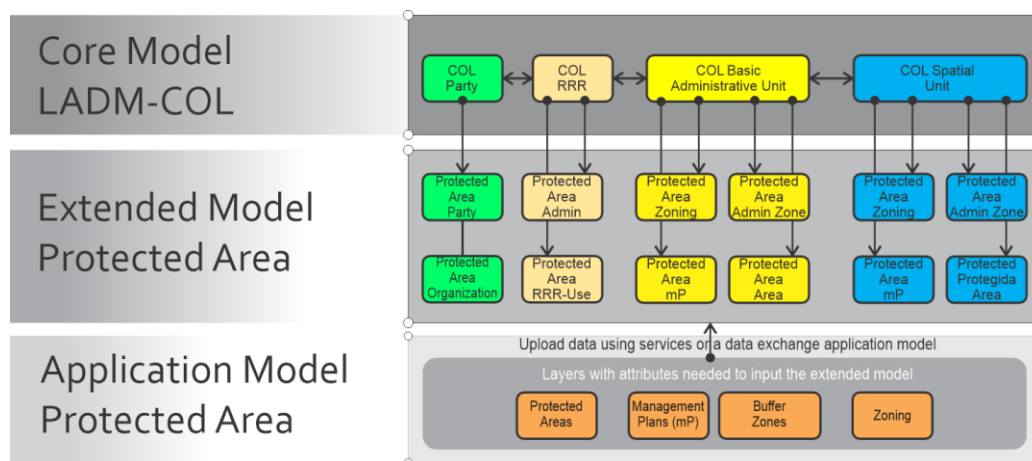 Core Model
LADM-COL
COL
Party
COL
RRR
COL Basic
Administrative Unit
COL Spatial
Unit
Extended Model
Protected Area
Protected
Area
Party
Protected
Area
Admin
Protected
Area
Zoning
Protected
Area
Admin Zone
Protected
Area
Zoning
Protected
Area
Admin Zone
Protected
Area
Organization
Protected
Area
RRR-Use
Protected
Area
mP
Protected
Area
Area
Protected
Area
mP
Protected
Protegida
Area
Application Model
Protected Area
Upload data using services or a data exchange application model
Layers with attributes needed to input the extended model
Protected
Areas
Management
Plans (mP)
Buffer
Zones
Zoning